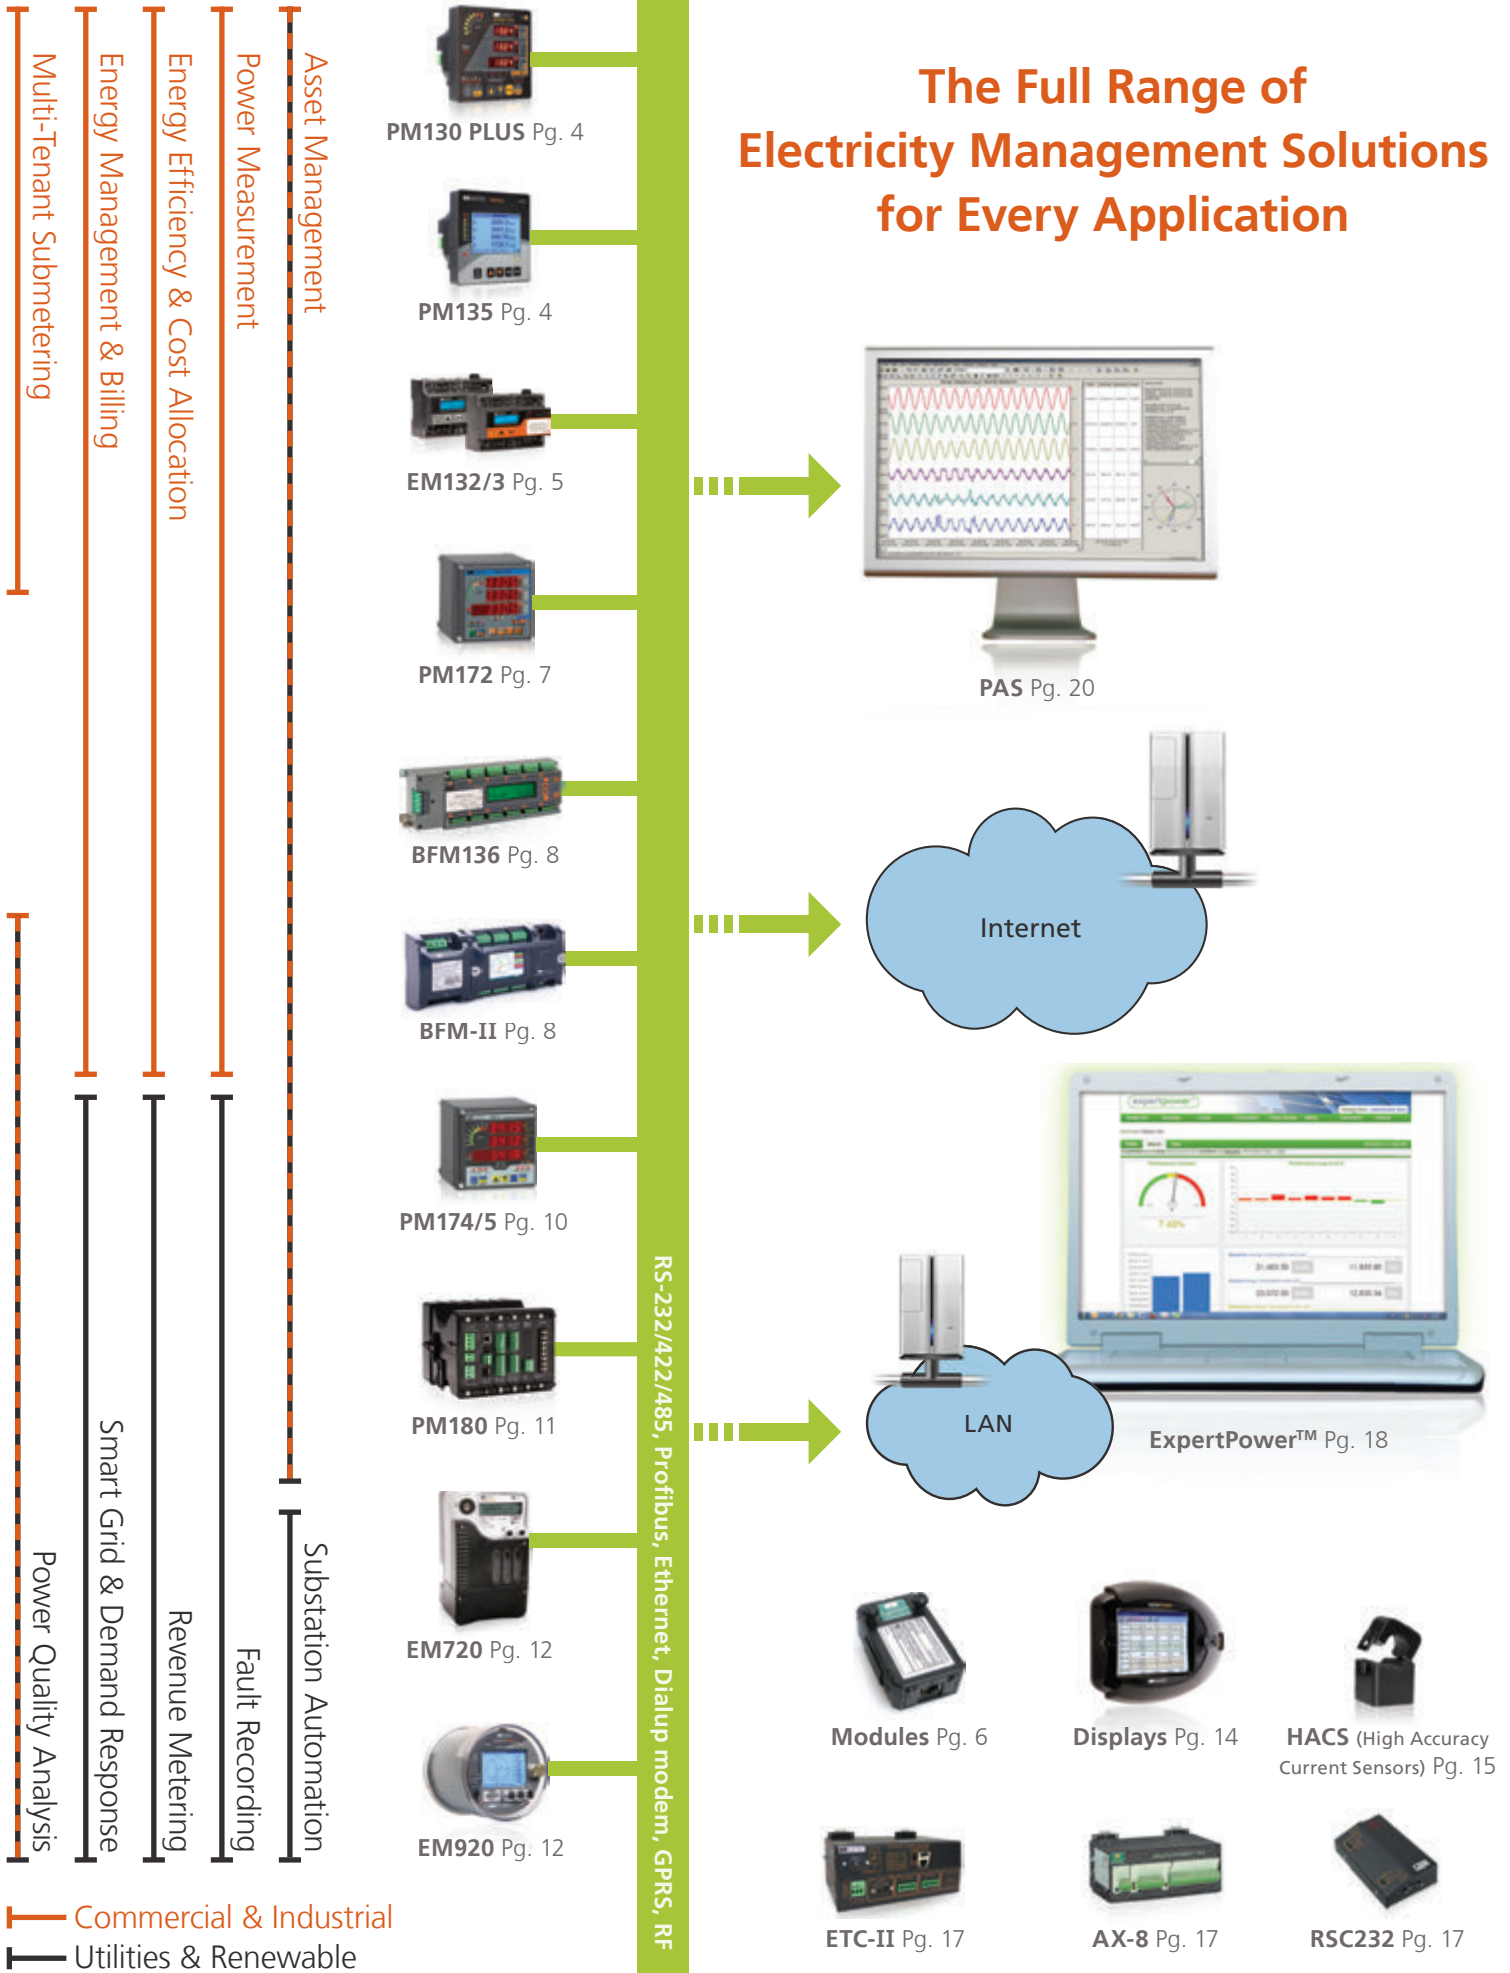 The Full Range of
Electricity Management Solutions
for Every Application
Multi-Tenant Submetering
Energy Management & Billing
Energy Efficiency & Cost Allocation
Power Measurement
Asset Management
Power Quality Analysis
Smart Grid & Demand Response
Revenue Metering
Fault Recording
Substation Automation
Commercial & Industrial
Utilities & Renewable
PM130 PLUS Pg. 4
PM135 Pg. 4
EM132/3 Pg. 5
PM172 Pg. 7
BFM136 Pg. 8
BFM-II Pg. 8
PM174/5 Pg. 10
PM180 Pg. 11
EM720 Pg. 12
EM920 Pg. 12
RS-232/422/485, Profibus, Ethernet, Dialup modem, GPRS, RF
PAS Pg. 20
Internet
LAN
expertpower
7.48%
ExpertPower™ Pg. 18
Modules Pg. 6
Displays Pg. 14
HACS (High Accuracy
Current Sensors) Pg. 15
ETC-II Pg. 17
AX-8 Pg. 17
RSC232 Pg. 17